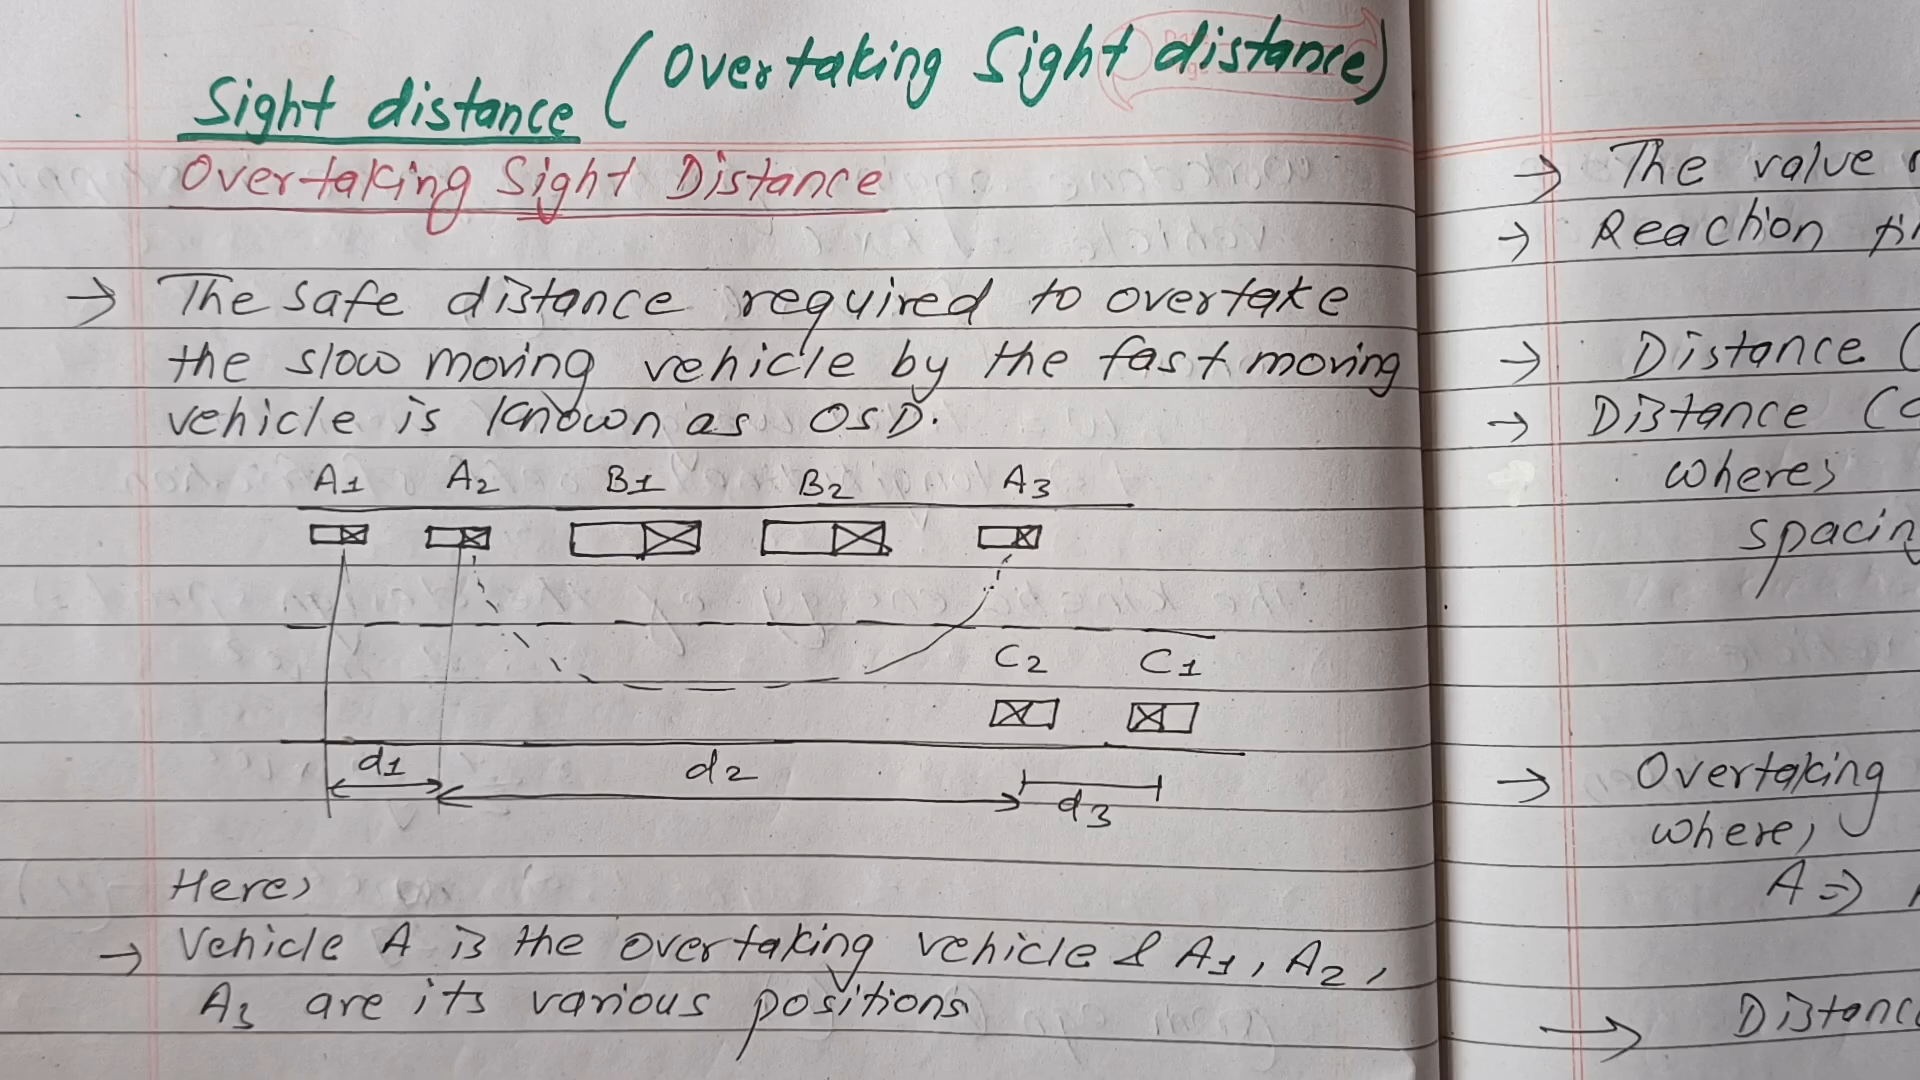 Sight distance (Overtaking Sight distance)
Overtaking Sight Distance
→ The safe distance required to overtake
the slow moving vehicle by the fast moving
vehicle is known as OSD.
A1 A2 B1 B2 A3
C2 C1
d1 d2 d3
Here,
→ Vehicle A is the overtaking vehicle & A1, A2,
A3 are its various positions
→ The value
→ Reaction
→ Distance (
→ Distance (
where,
→ Overtaking
where,
A ⇒
→ Distance